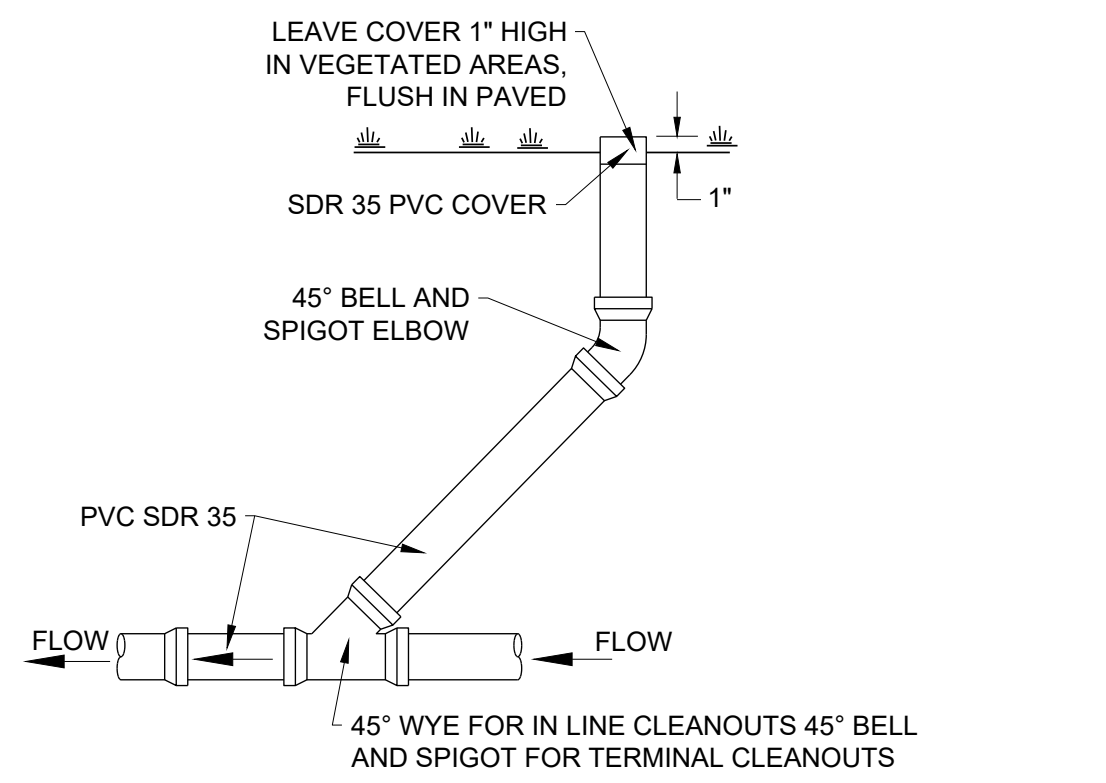 LEAVE COVER 1" HIGH
IN VEGETATED AREAS,
FLUSH IN PAVED
SDR 35 PVC COVER
1"
45° BELL AND
SPIGOT ELBOW
PVC SDR 35
FLOW
FLOW
45° WYE FOR IN LINE CLEANOUTS 45° BELL
AND SPIGOT FOR TERMINAL CLEANOUTS